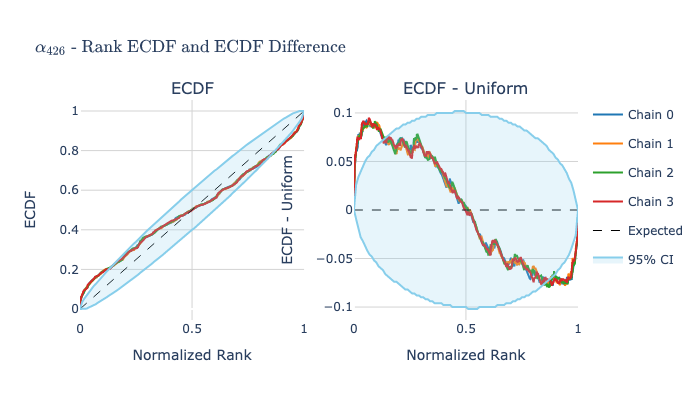 α₄₂₆ - Rank ECDF and ECDF Difference
ECDF
ECDF - Uniform
1
0.8
0.6
0.4
0.2
0
ECDF
0
0.5
1
Normalized Rank
0.1
0.05
0
−0.05
−0.1
ECDF - Uniform
0
0.5
1
Normalized Rank
Chain 0
Chain 1
Chain 2
Chain 3
Expected
95% CI